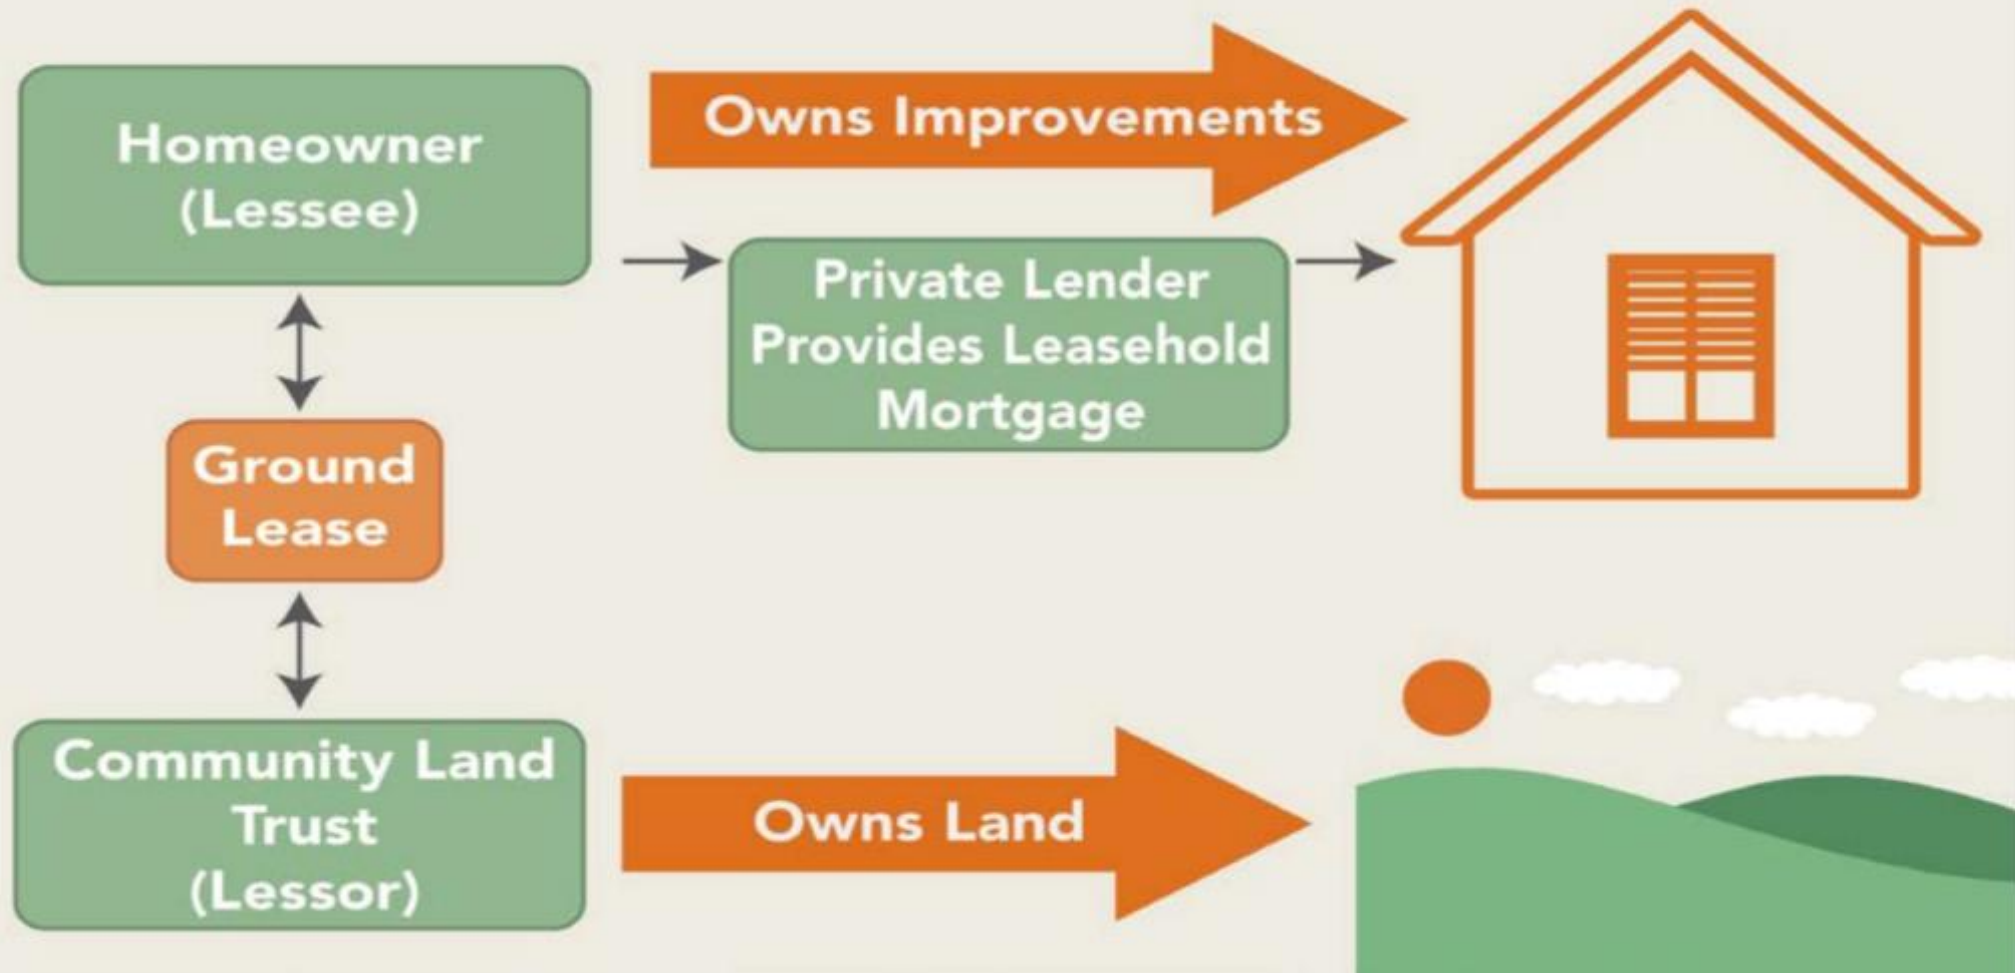 Homeowner
(Lessee)
Owns Improvements
Private Lender
Provides Leasehold
Mortgage
Ground
Lease
Community Land
Trust
(Lessor)
Owns Land